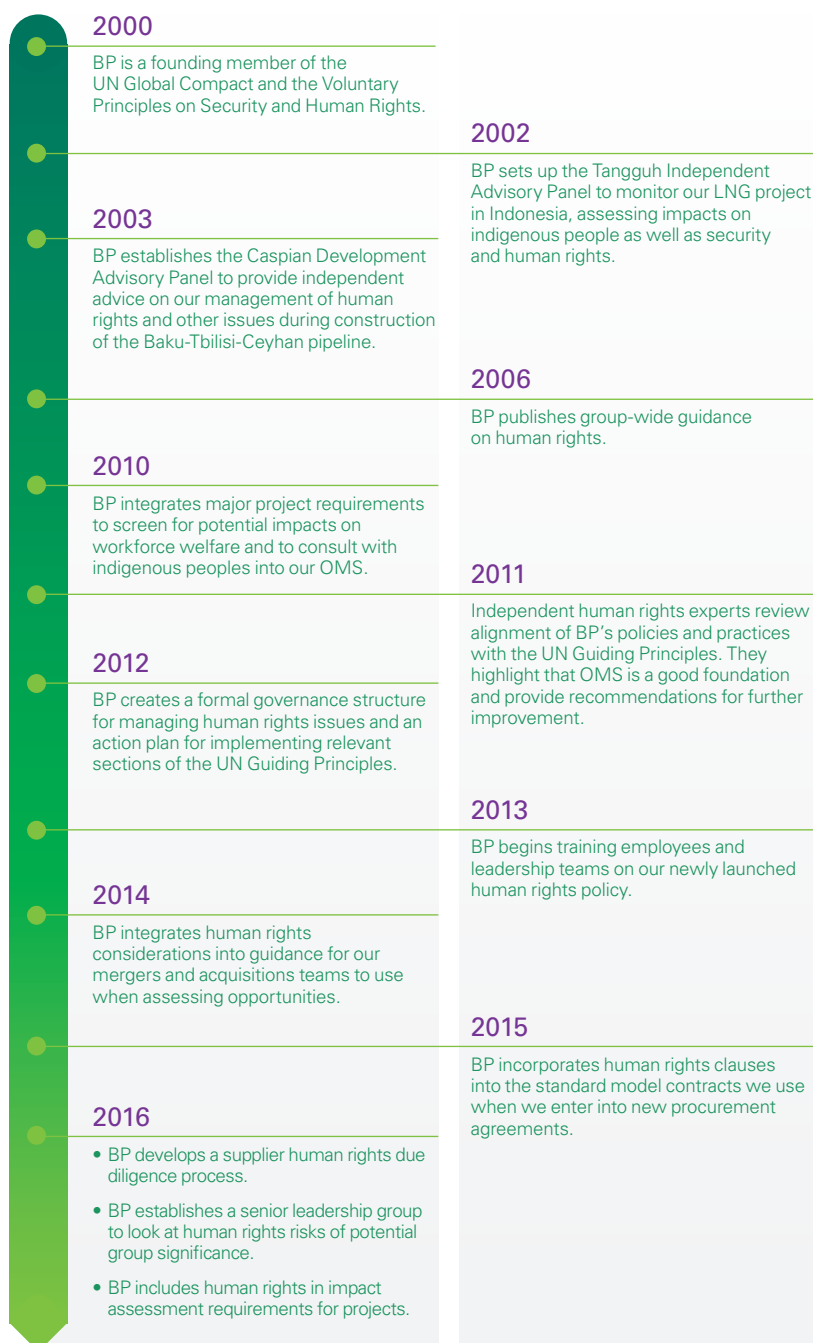 2000
BP is a founding member of the
UN Global Compact and the Voluntary
Principles on Security and Human Rights.
2002
BP sets up the Tangguh Independent
Advisory Panel to monitor our LNG project
in Indonesia, assessing impacts on
indigenous people as well as security
and human rights.
2003
BP establishes the Caspian Development
Advisory Panel to provide independent
advice on our management of human
rights and other issues during construction
of the Baku-Tbilisi-Ceyhan pipeline.
2006
BP publishes group-wide guidance
on human rights.
2010
BP integrates major project requirements
to screen for potential impacts on
workforce welfare and to consult with
indigenous peoples into our OMS.
2011
Independent human rights experts review
alignment of BP's policies and practices
with the UN Guiding Principles. They
highlight that OMS is a good foundation
and provide recommendations for further
improvement.
2012
BP creates a formal governance structure
for managing human rights issues and an
action plan for implementing relevant
sections of the UN Guiding Principles.
2013
BP begins training employees and
leadership teams on our newly launched
human rights policy.
2014
BP integrates human rights
considerations into guidance for our
mergers and acquisitions teams to use
when assessing opportunities.
2015
BP incorporates human rights clauses
into the standard model contracts we use
when we enter into new procurement
agreements.
2016
• BP develops a supplier human rights due
diligence process.
• BP establishes a senior leadership group
to look at human rights risks of potential
group significance.
• BP includes human rights in impact
assessment requirements for projects.